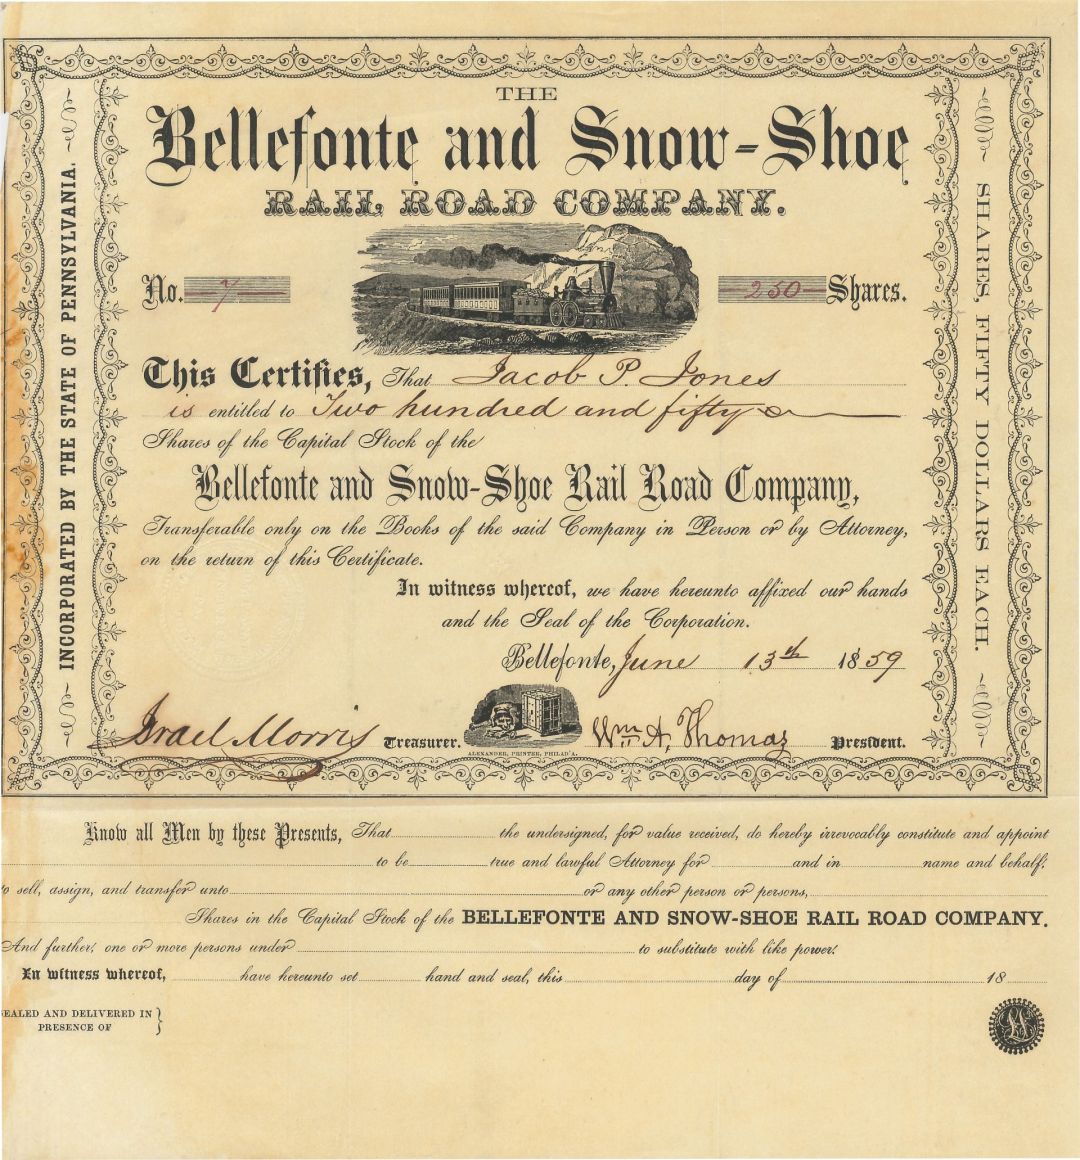 THE
Bellefonte and Snow-Shoe
RAIL ROAD COMPANY.
No. 7
250 Shares.
This Certifies, That Jacob P. Jones
is entitled to Two hundred and fifty
Shares of the Capital Stock of the
Bellefonte and Snow-Shoe Rail Road Company,
Transferable only on the Books of the said Company in Person or by Attorney,
on the return of this Certificate.
In witness whereof, we have hereunto affixed our hands
and the Seal of the Corporation.
Bellefonte, June 13th 1859
Israel Morris Treasurer.
Wm A. Thomas President.
ALEXANDER, PRINTER, PHILAD'A.
INCORPORATED BY THE STATE OF PENNSYLVANIA.
SHARES, FIFTY DOLLARS EACH.
Know all Men by these Presents, That the undersigned, for value received, do hereby irrevocably constitute and appoint
to be true and lawful Attorney for and in name and behalf,
to sell, assign, and transfer unto or any other person or persons,
Shares in the Capital Stock of the BELLEFONTE AND SNOW-SHOE RAIL ROAD COMPANY.
And further, one or more persons under to substitute with like power.
In witness whereof, have hereunto set hand and seal, this day of 18
SEALED AND DELIVERED IN
PRESENCE OF